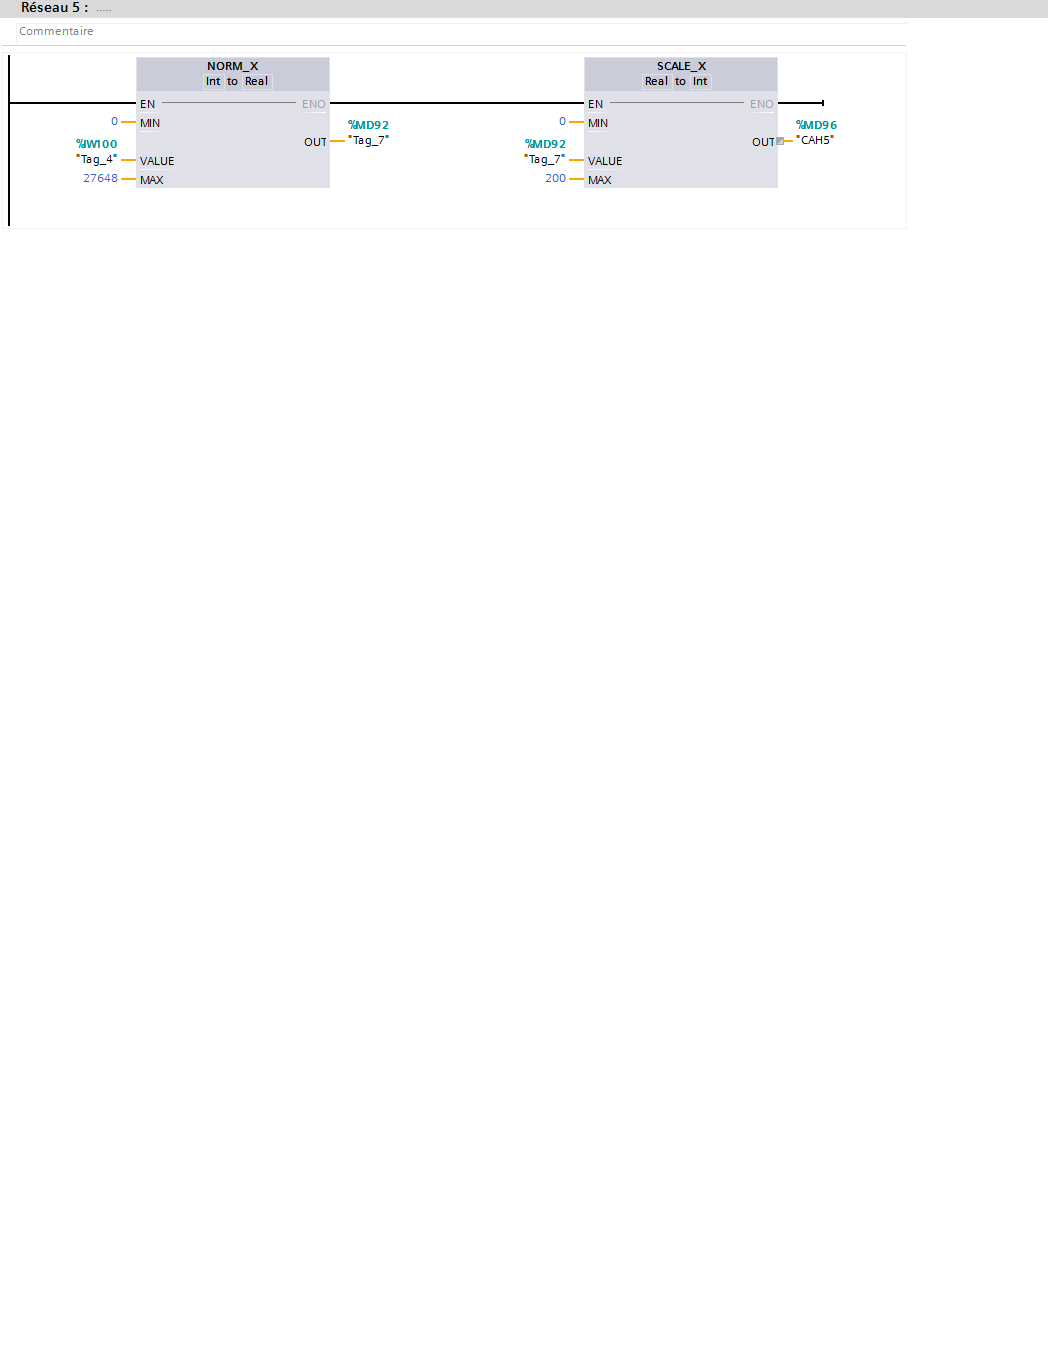 Réseau 5 : .....
Commentaire
NORM_X
Int to Real
EN ENO
0 MIN
%IW100
"Tag_4" VALUE
27648 MAX
OUT
%MD92
"Tag_7"
SCALE_X
Real to Int
EN ENO
0 MIN
%MD92
"Tag_7" VALUE
200 MAX
OUT
%MD96
"CAH5"